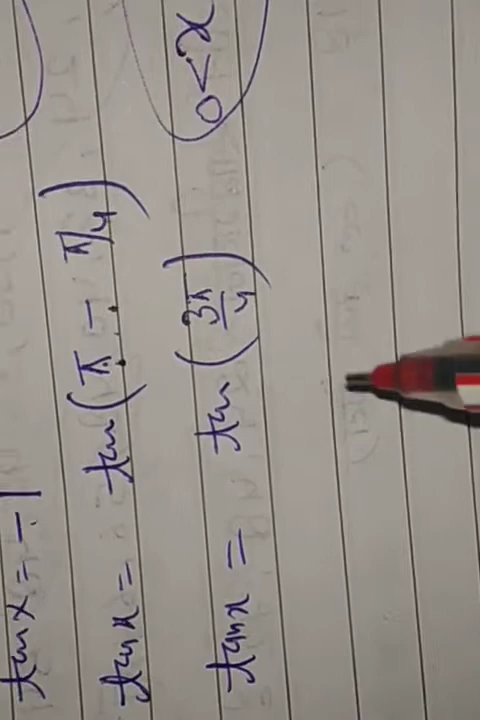 tan x = -1
tan x = tan (π - π/4)
tan x = tan (3π/4) 0 < x